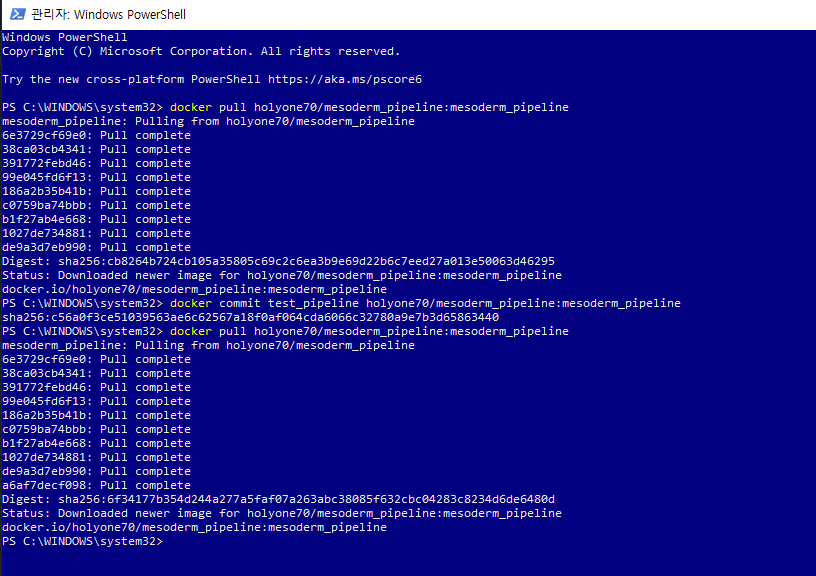 관리자: Windows PowerShell
Windows PowerShell
Copyright (C) Microsoft Corporation. All rights reserved.
Try the new cross-platform PowerShell https://aka.ms/pscore6
PS C:\WINDOWS\system32> docker pull holyone70/mesoderm_pipeline:mesoderm_pipeline
mesoderm_pipeline: Pulling from holyone70/mesoderm_pipeline
6e3729cf69e0: Pull complete
38ca03cb4341: Pull complete
391772febd46: Pull complete
99e045fd6f13: Pull complete
186a2b35b41b: Pull complete
c0759ba74bbb: Pull complete
b1f27ab4e668: Pull complete
1027de734881: Pull complete
de9a3d7eb990: Pull complete
Digest: sha256:cb8264b724cb105a35805c69c2c6ea3b9e69d22b6c7eed27a013e50063d46295
Status: Downloaded newer image for holyone70/mesoderm_pipeline:mesoderm_pipeline
docker.io/holyone70/mesoderm_pipeline:mesoderm_pipeline
PS C:\WINDOWS\system32> docker commit test_pipeline holyone70/mesoderm_pipeline:mesoderm_pipeline
sha256:c56a0f3ce51039563ae6c62567a18f0af064cda6066c32780a9e7b3d65863440
PS C:\WINDOWS\system32> docker pull holyone70/mesoderm_pipeline:mesoderm_pipeline
mesoderm_pipeline: Pulling from holyone70/mesoderm_pipeline
6e3729cf69e0: Pull complete
38ca03cb4341: Pull complete
391772febd46: Pull complete
99e045fd6f13: Pull complete
186a2b35b41b: Pull complete
c0759ba74bbb: Pull complete
b1f27ab4e668: Pull complete
1027de734881: Pull complete
de9a3d7eb990: Pull complete
a6af7decf098: Pull complete
Digest: sha256:6f34177b354d244a277a5faf07a263abc38085f632cbc04283c8234d6de6480d
Status: Downloaded newer image for holyone70/mesoderm_pipeline:mesoderm_pipeline
docker.io/holyone70/mesoderm_pipeline:mesoderm_pipeline
PS C:\WINDOWS\system32>